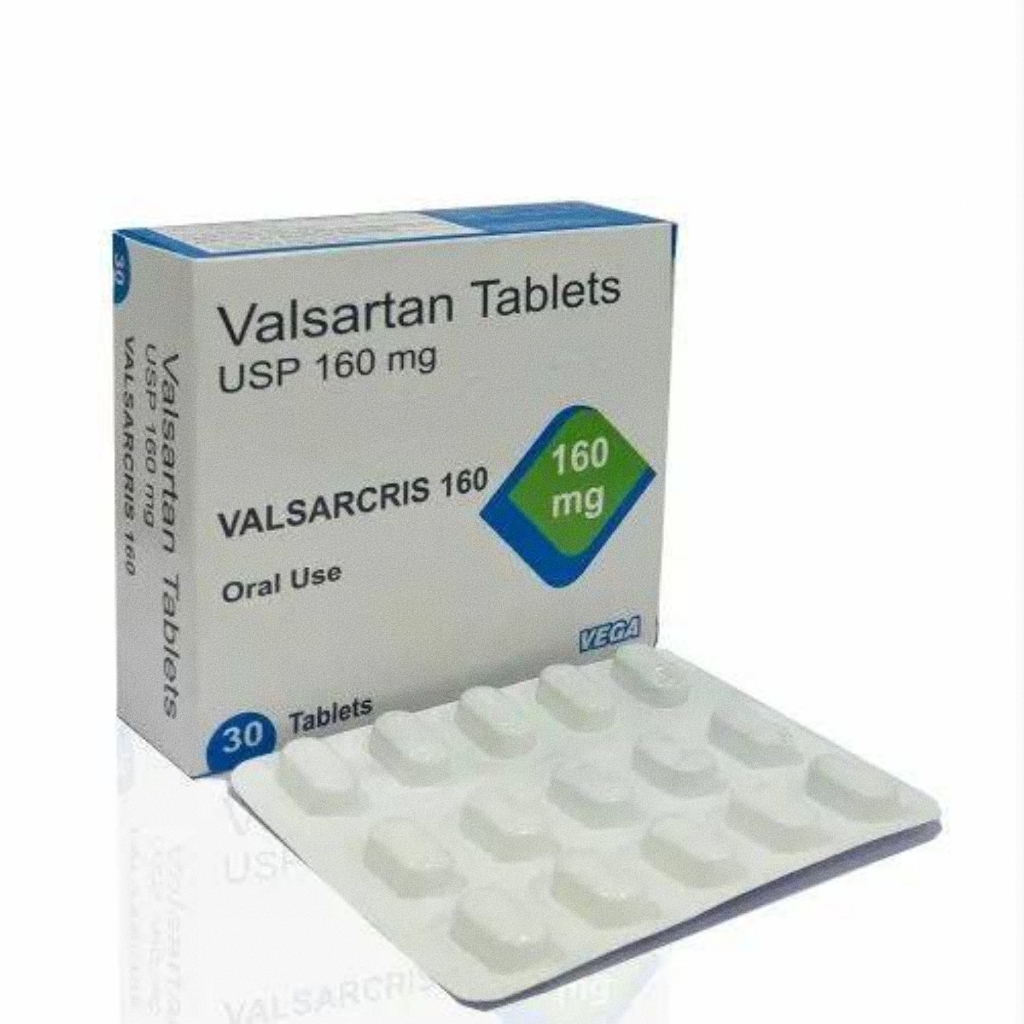 Valsartan Tablets
USP 160 mg
VALSARCRIS 160
160
mg
Oral Use
VEGA
30 Tablets
30
Valsartan Tablets
USP 160 mg
VALSARCRIS 160